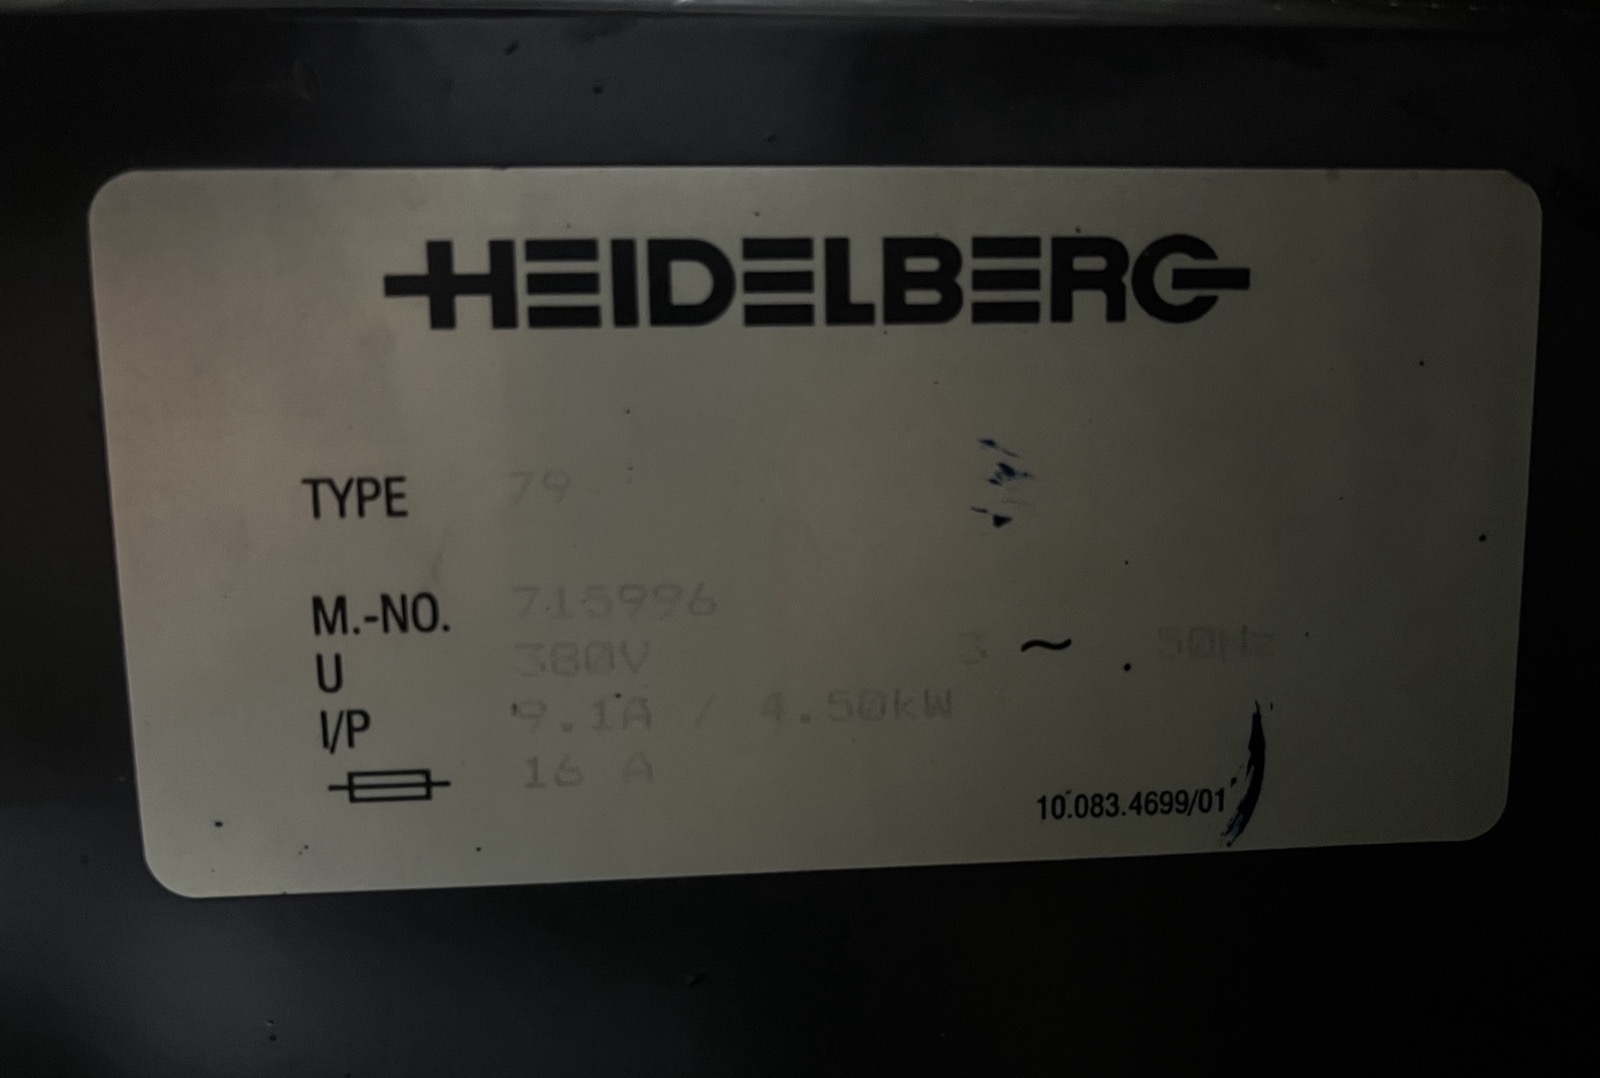 HEIDELBERG
TYPE 79
M.-NO. 715996
U 380V 3 ~ 50Hz
I/P 9.1A / 4.50kW
16 A
10.083.4699/01